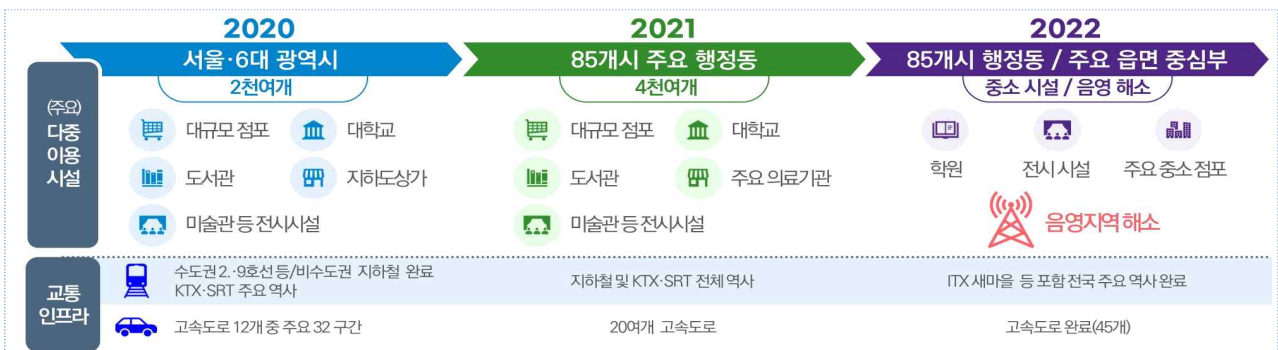 2020
서울·6대 광역시
2천여개
2021
85개시 주요 행정동
4천여개
2022
85개시 행정동 / 주요 읍면 중심부
중소 시설 / 음영 해소
(주요)
다중
이용
시설
대규모 점포
대학교
도서관
지하도상가
미술관 등 전시시설
대규모 점포
대학교
도서관
주요 의료기관
미술관 등 전시시설
학원
전시 시설
주요 중소 점포
음영지역 해소
교통
인프라
수도권 2.·9호선 등/비수도권 지하철 완료
KTX·SRT 주요 역사
지하철 및 KTX·SRT 전체 역사
ITX 새마을 등 포함 전국 주요 역사 완료
고속도로 12개 중 주요 32 구간
20여개 고속도로
고속도로 완료(45개)